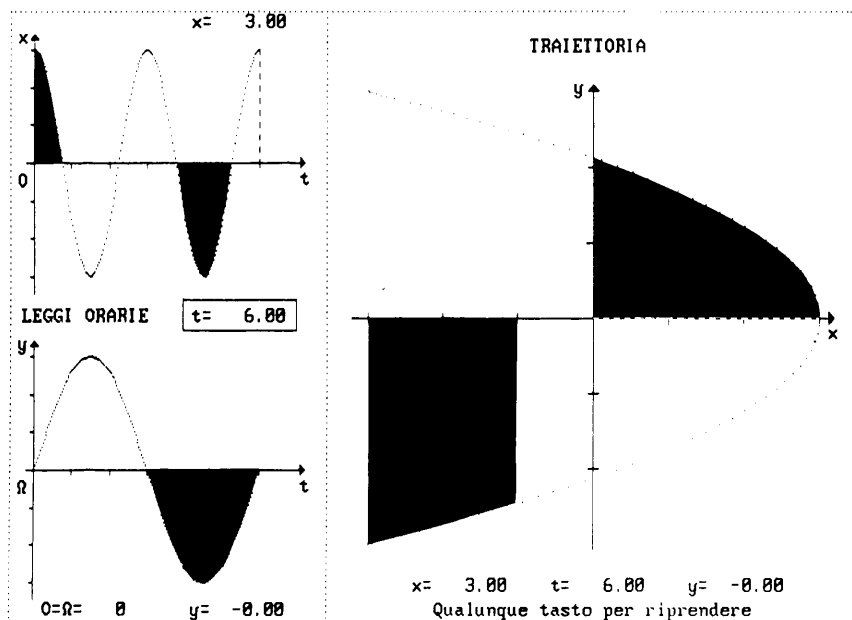 x= 3.00
x
O
t
LEGGI ORARIE
t= 6.00
y
Ω
t
O=Ω= 0 y= -0.00
TRAIETTORIA
y
x
x= 3.00 t= 6.00 y= -0.00
Qualunque tasto per riprendere